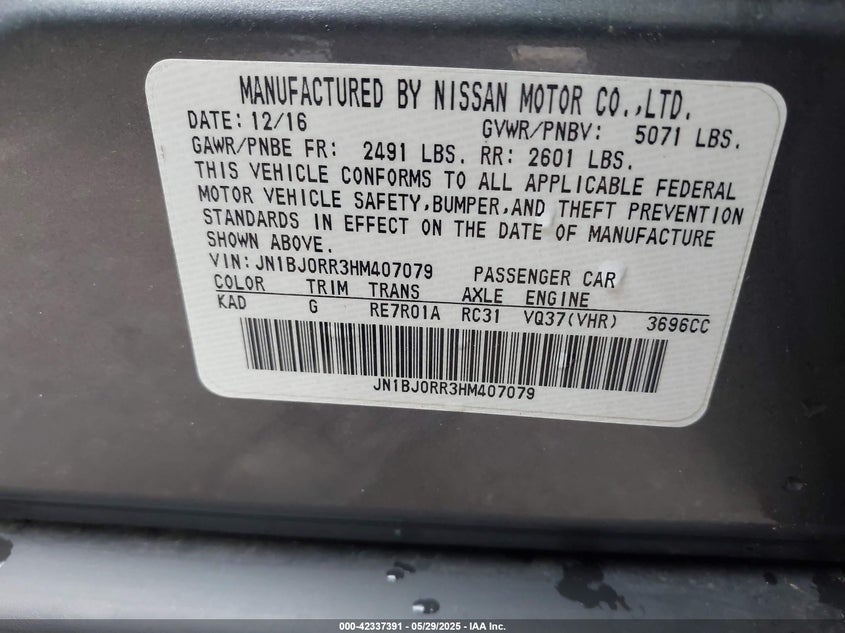 MANUFACTURED BY NISSAN MOTOR CO.,LTD.
DATE: 12/16 GVWR/PNBV: 5071 LBS.
GAWR/PNBE FR: 2491 LBS. RR: 2601 LBS.
THIS VEHICLE CONFORMS TO ALL APPLICABLE FEDERAL
MOTOR VEHICLE SAFETY,BUMPER,AND THEFT PREVENTION
STANDARDS IN EFFECT ON THE DATE OF MANUFACTURE
SHOWN ABOVE.
VIN: JN1BJ0RR3HM407079 PASSENGER CAR
COLOR TRIM TRANS AXLE ENGINE
KAD G RE7R01A RC31 VQ37(VHR) 3696CC
JN1BJ0RR3HM407079
000-42337391 - 05/29/2025 - IAA Inc.